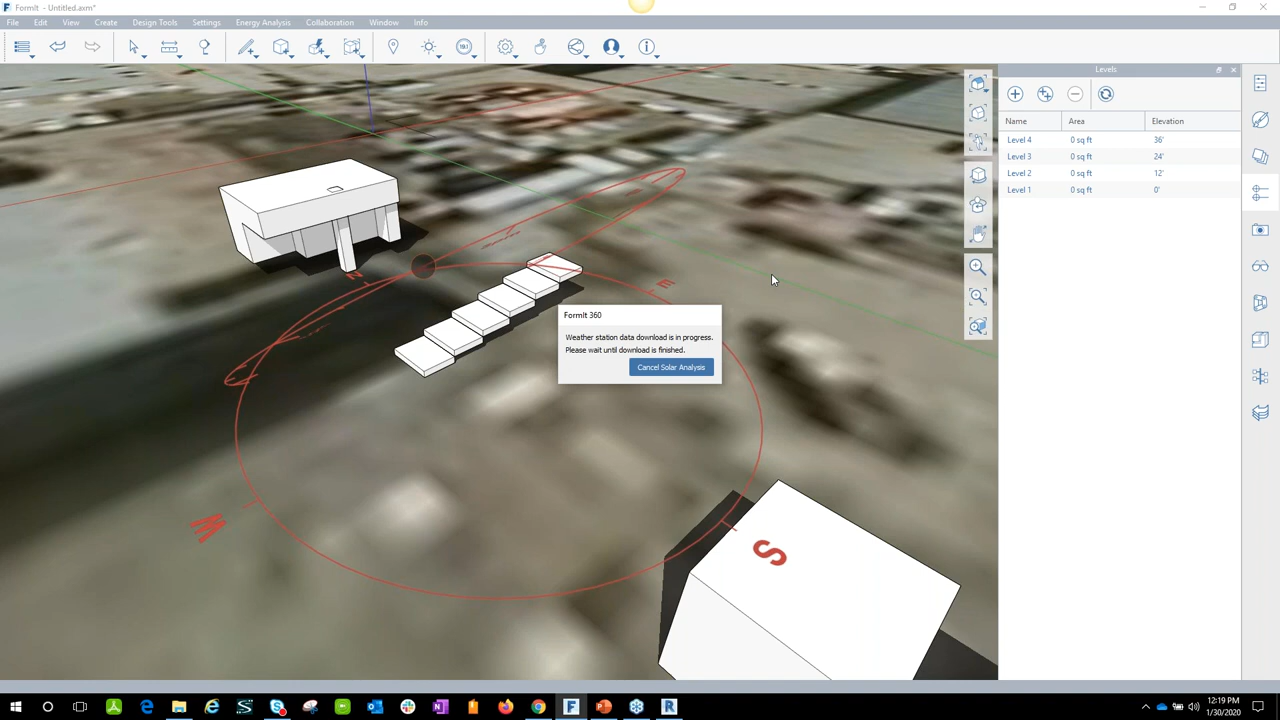 FormIt - Untitled.axm*
File Edit View Create Design Tools Settings Energy Analysis Collaboration Window Info
Levels
Name Area Elevation
Level 4 0 sq ft 36'
Level 3 0 sq ft 24'
Level 2 0 sq ft 12'
Level 1 0 sq ft 0'
N
E
FormIt 360
Weather station data download is in progress.
Please wait until download is finished.
Cancel Solar Analysis
W
S
12:19 PM
1/30/2020